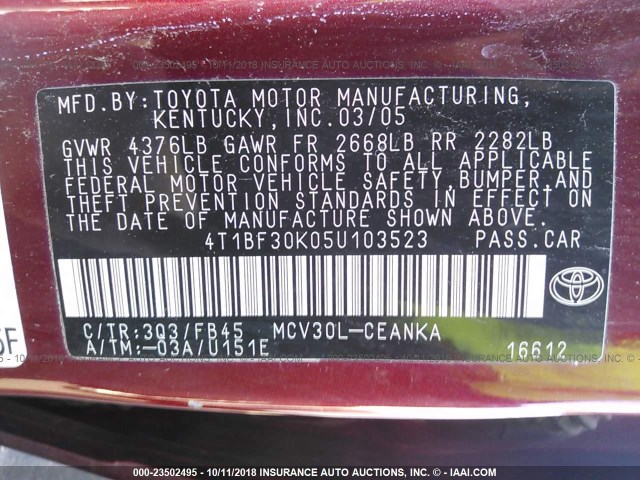 MFD.BY:TOYOTA MOTOR MANUFACTURING,
KENTUCKY,INC.03/05
GVWR 4376LB GAWR FR 2668LB RR 2282LB
THIS VEHICLE CONFORMS TO ALL APPLICABLE
FEDERAL MOTOR VEHICLE SAFETY,BUMPER,AND
THEFT PREVENTION STANDARDS IN EFFECT ON
THE DATE OF MANUFACTURE SHOWN ABOVE.
4T1BF30K05U103523 PASS.CAR
C/TR:3Q3/FB45 MCV30L-CEANKA
A/TM:-03A/U151E 16612
000-23502495 - 10/11/2018 INSURANCE AUTO AUCTIONS, INC. - © IAAI.COM